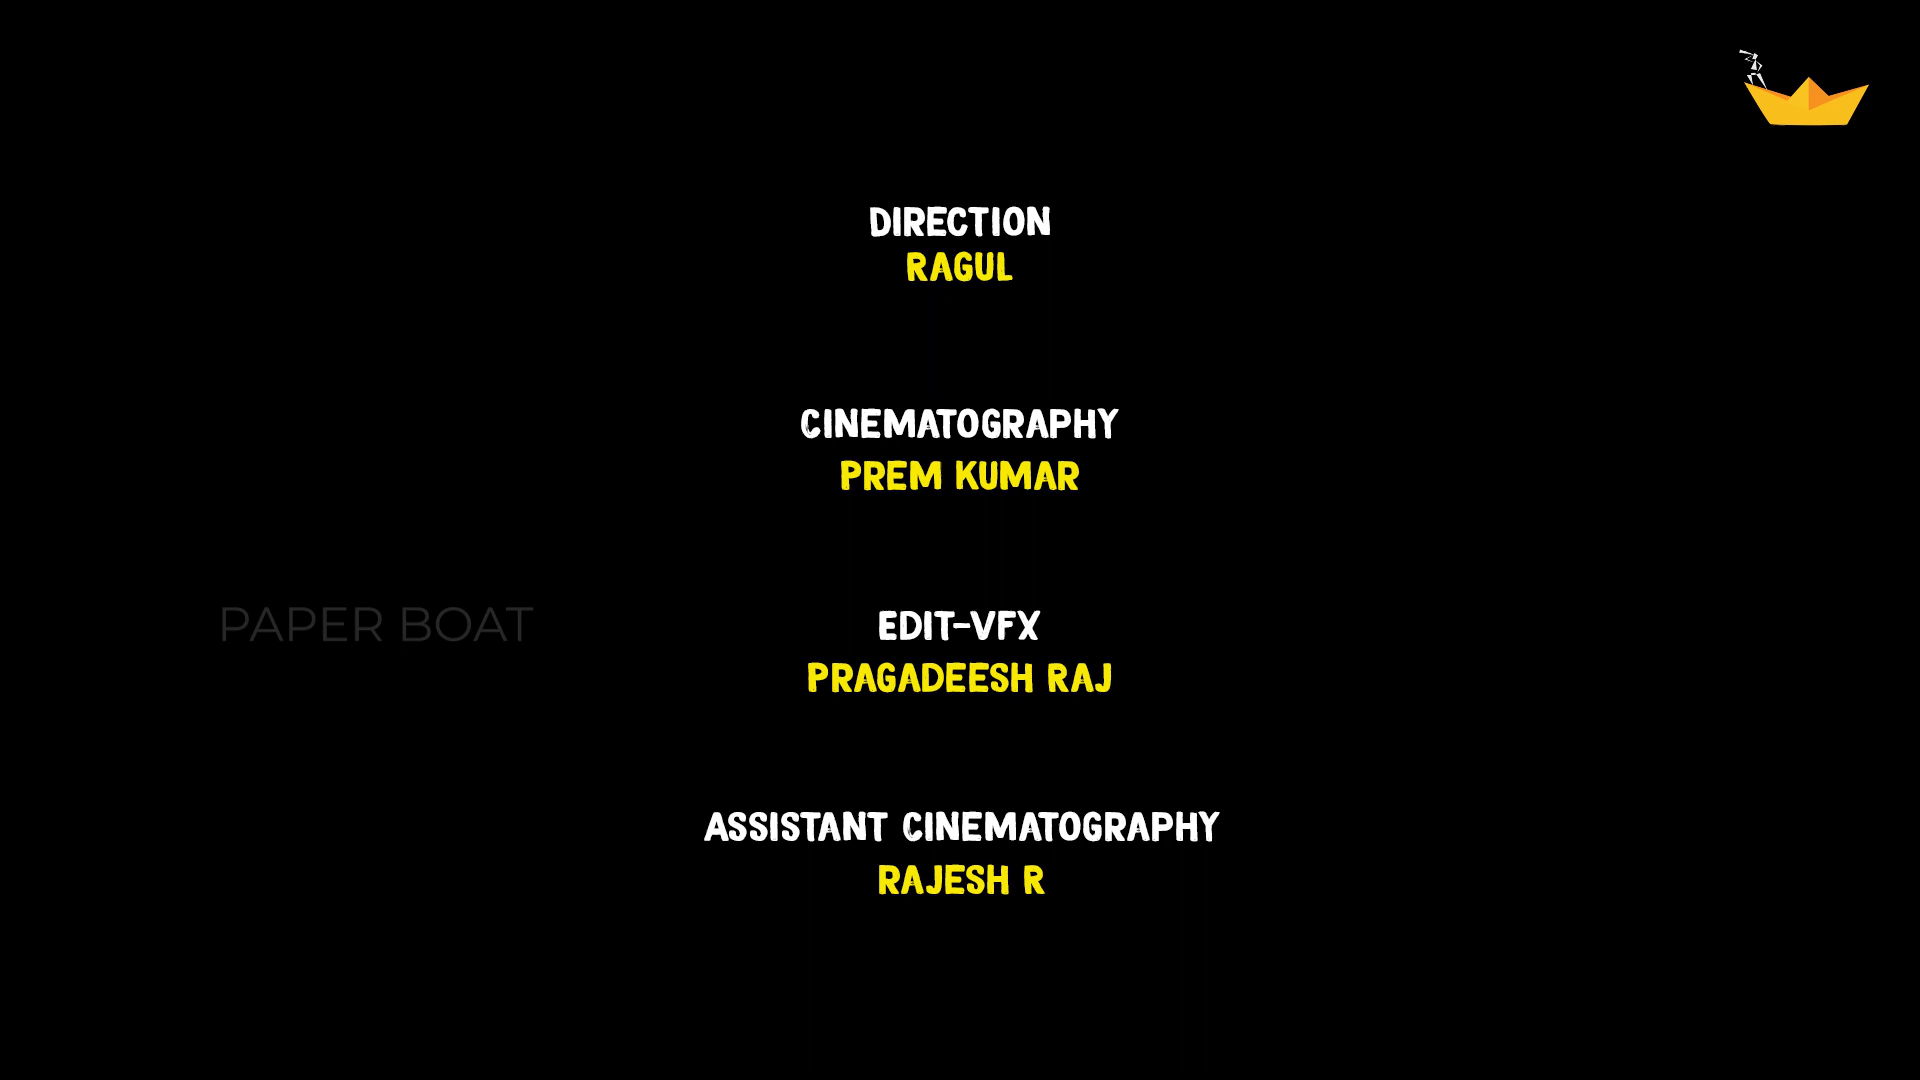 DIRECTION
RAGUL
CINEMATOGRAPHY
PREM KUMAR
PAPER BOAT
EDIT-VFX
PRAGADEESH RAJ
ASSISTANT CINEMATOGRAPHY
RAJESH R